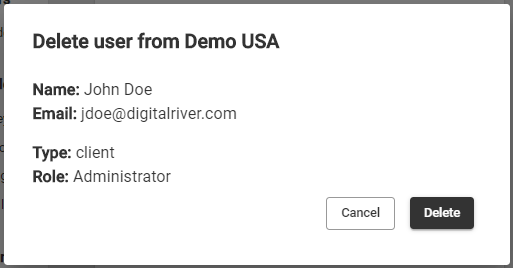 Delete user from Demo USA
Name: John Doe
Email: jdoe@digitalriver.com
Type: client
Role: Administrator
Cancel
Delete